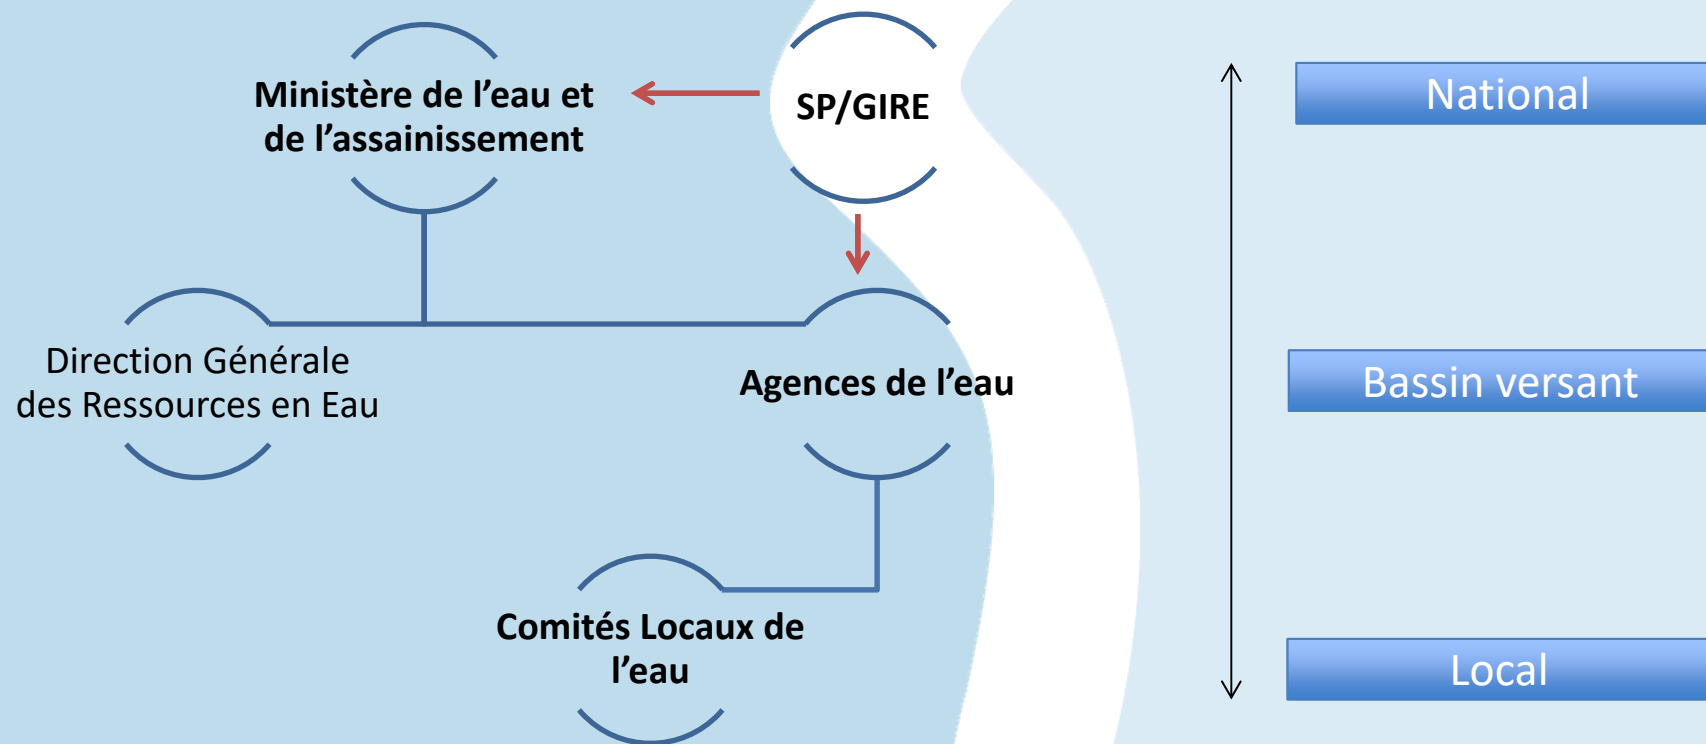 Ministère de l’eau et
de l’assainissement
SP/GIRE
National
Direction Générale
des Ressources en Eau
Agences de l’eau
Bassin versant
Comités Locaux de
l’eau
Local